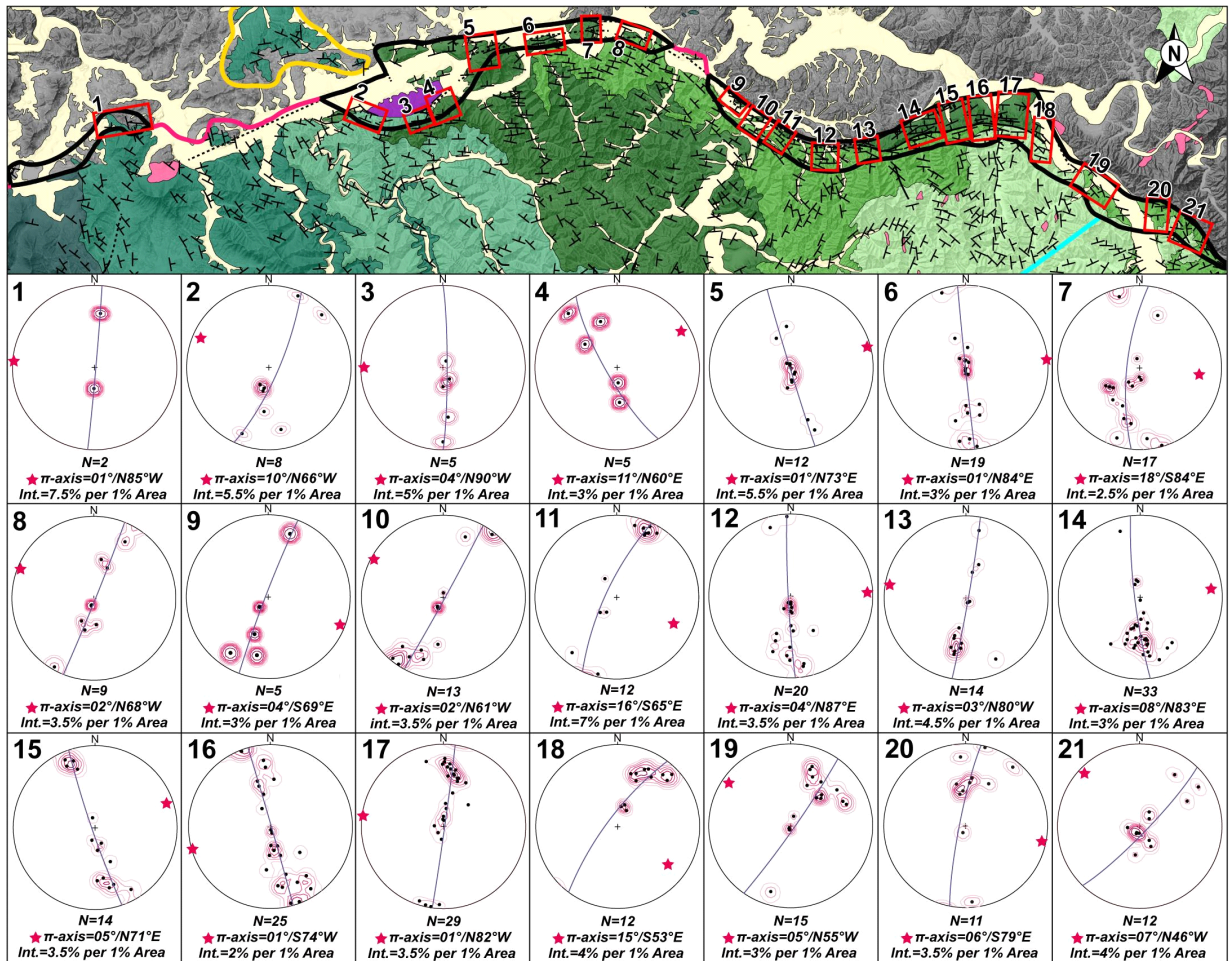 1
2
3
4
5
6
7
8
9
10
11
12
13
14
15
16
17
18
19
20
21
N
1
N
N=2
π-axis=01°/N85°W
Int.=7.5% per 1% Area
2
N
N=8
π-axis=10°/N66°W
Int.=5.5% per 1% Area
3
N
N=5
π-axis=04°/N90°W
Int.=5% per 1% Area
4
N
N=5
π-axis=11°/N60°E
Int.=3% per 1% Area
5
N
N=12
π-axis=01°/N73°E
Int.=5.5% per 1% Area
6
N
N=19
π-axis=01°/N84°E
Int.=3% per 1% Area
7
N
N=17
π-axis=18°/S84°E
Int.=2.5% per 1% Area
8
N
N=9
π-axis=02°/N68°W
Int.=3.5% per 1% Area
9
N
N=5
π-axis=04°/S69°E
Int.=3% per 1% Area
10
N
N=13
π-axis=02°/N61°W
int.=3.5% per 1% Area
11
N
N=12
π-axis=16°/S65°E
Int.=7% per 1% Area
12
N
N=20
π-axis=04°/N87°E
Int.=3.5% per 1% Area
13
N
N=14
π-axis=03°/N80°W
Int.=4.5% per 1% Area
14
N
N=33
π-axis=08°/N83°E
Int.=3% per 1% Area
15
N
N=14
π-axis=05°/N71°E
Int.=3.5% per 1% Area
16
N
N=25
π-axis=01°/S74°W
Int.=2% per 1% Area
17
N
N=29
π-axis=01°/N82°W
Int.=3.5% per 1% Area
18
N
N=12
π-axis=15°/S53°E
Int.=4% per 1% Area
19
N
N=15
π-axis=05°/N55°W
Int.=3% per 1% Area
20
N
N=11
π-axis=06°/S79°E
Int.=3.5% per 1% Area
21
N
N=12
π-axis=07°/N46°W
Int.=4% per 1% Area